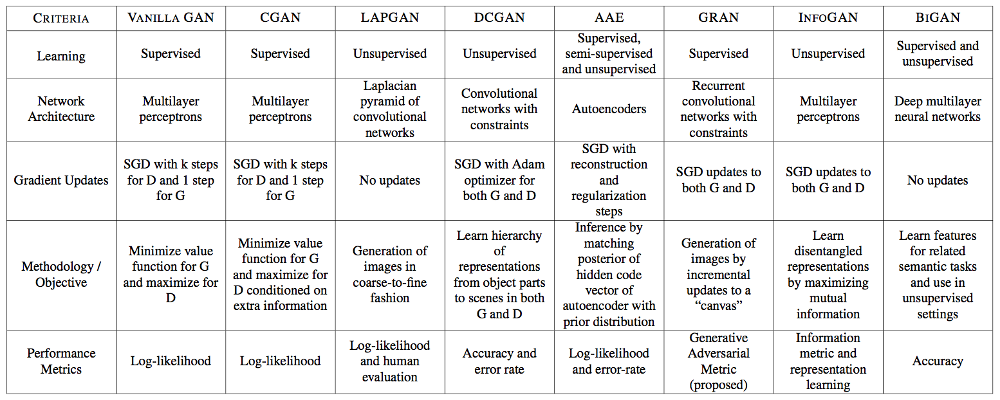 CRITERIA
VANILLA GAN
CGAN
LAPGAN
DCGAN
AAE
GRAN
INFOGAN
BIGAN
Learning
Supervised
Supervised
Unsupervised
Unsupervised
Supervised,
semi-supervised
and unsupervised
Supervised
Unsupervised
Supervised and
unsupervised
Network
Architecture
Multilayer
perceptrons
Multilayer
perceptrons
Laplacian
pyramid of
convolutional
networks
Convolutional
networks with
constraints
Autoencoders
Recurrent
convolutional
networks with
constraints
Multilayer
perceptrons
Deep multilayer
neural networks
Gradient Updates
SGD with k steps
for D and 1 step
for G
SGD with k steps
for D and 1 step
for G
No updates
SGD with Adam
optimizer for
both G and D
SGD with
reconstruction
and
regularization
steps
SGD updates to
both G and D
SGD updates to
both G and D
No updates
Methodology /
Objective
Minimize value
function for G
and maximize for
D
Minimize value
function for G
and maximize for
D conditioned on
extra information
Generation of
images in
coarse-to-fine
fashion
Learn hierarchy
of
representations
from object parts
to scenes in both
G and D
Inference by
matching
posterior of
hidden code
vector of
autoencoder with
prior distribution
Generation of
images by
incremental
updates to a
“canvas”
Learn
disentangled
representations
by maximizing
mutual
information
Learn features
for related
semantic tasks
and use in
unsupervised
settings
Performance
Metrics
Log-likelihood
Log-likelihood
Log-likelihood
and human
evaluation
Accuracy and
error rate
Log-likelihood
and error-rate
Generative
Adversarial
Metric
(proposed)
Information
metric and
representation
learning
Accuracy